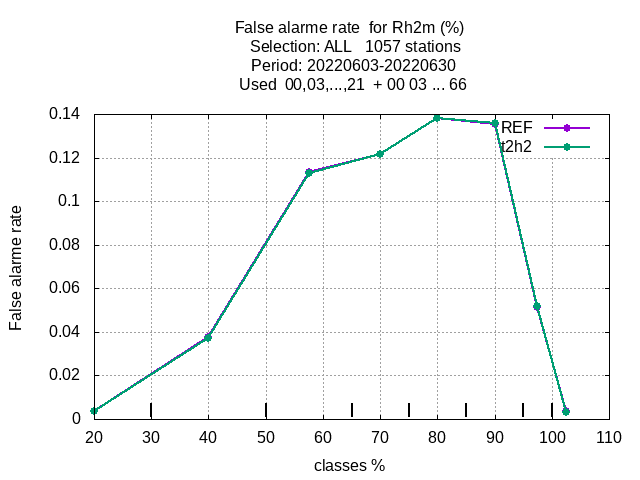 False alarme rate  for Rh2m (%)
Selection: ALL   1057 stations
Period: 20220603-20220630
Used  00,03,...,21  + 00 03 ... 66
REF
t2h2
0.14
0.12
0.1
0.08
0.06
0.04
0.02
0
False alarme rate
20 30 40 50 60 70 80 90 100 110
classes %